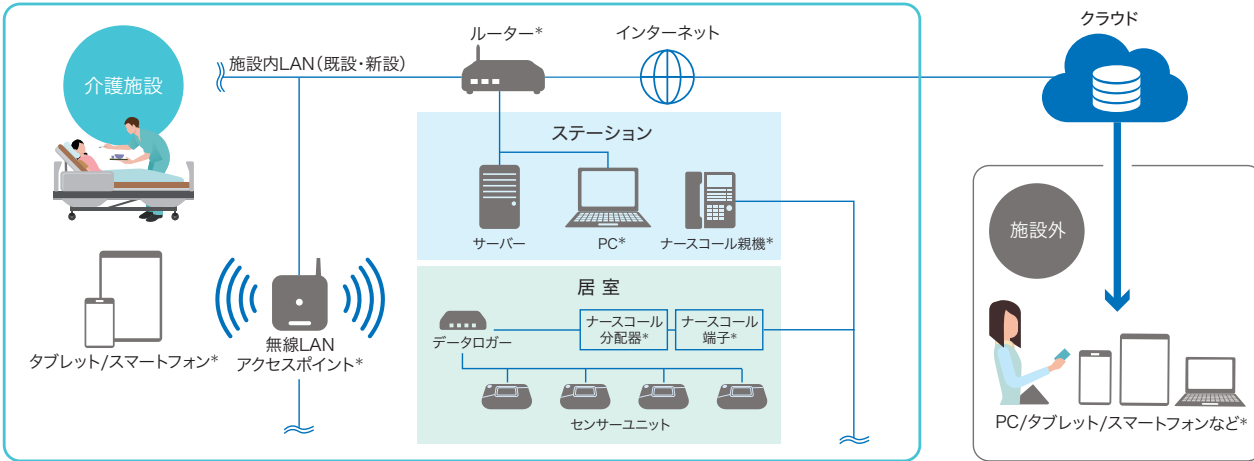 介護施設
施設内LAN(既設・新設)
ルーター*
インターネット
クラウド
ステーション
サーバー
PC*
ナースコール親機*
施設外
居 室
データロガー
ナースコール
分配器*
ナースコール
端子*
センサーユニット
タブレット/スマートフォン*
無線LAN
アクセスポイント*
PC/タブレット/スマートフォンなど*